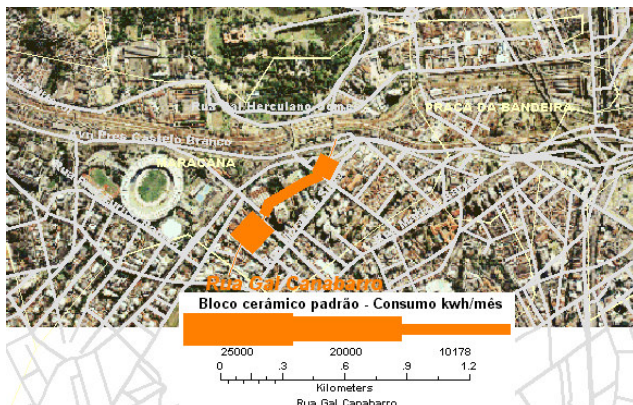 Rua Gal Herculano Gomes
PRAÇA DA BANDEIRA
Avu Pres Castelo Branco
MARACANÃ
Rua Gal Canabarro
Bloco cerâmico padrão - Consumo kwh/mês
25000 20000 10178
0 .3 .6 .9 1.2
Kilometers
Rua Gal Canabarro